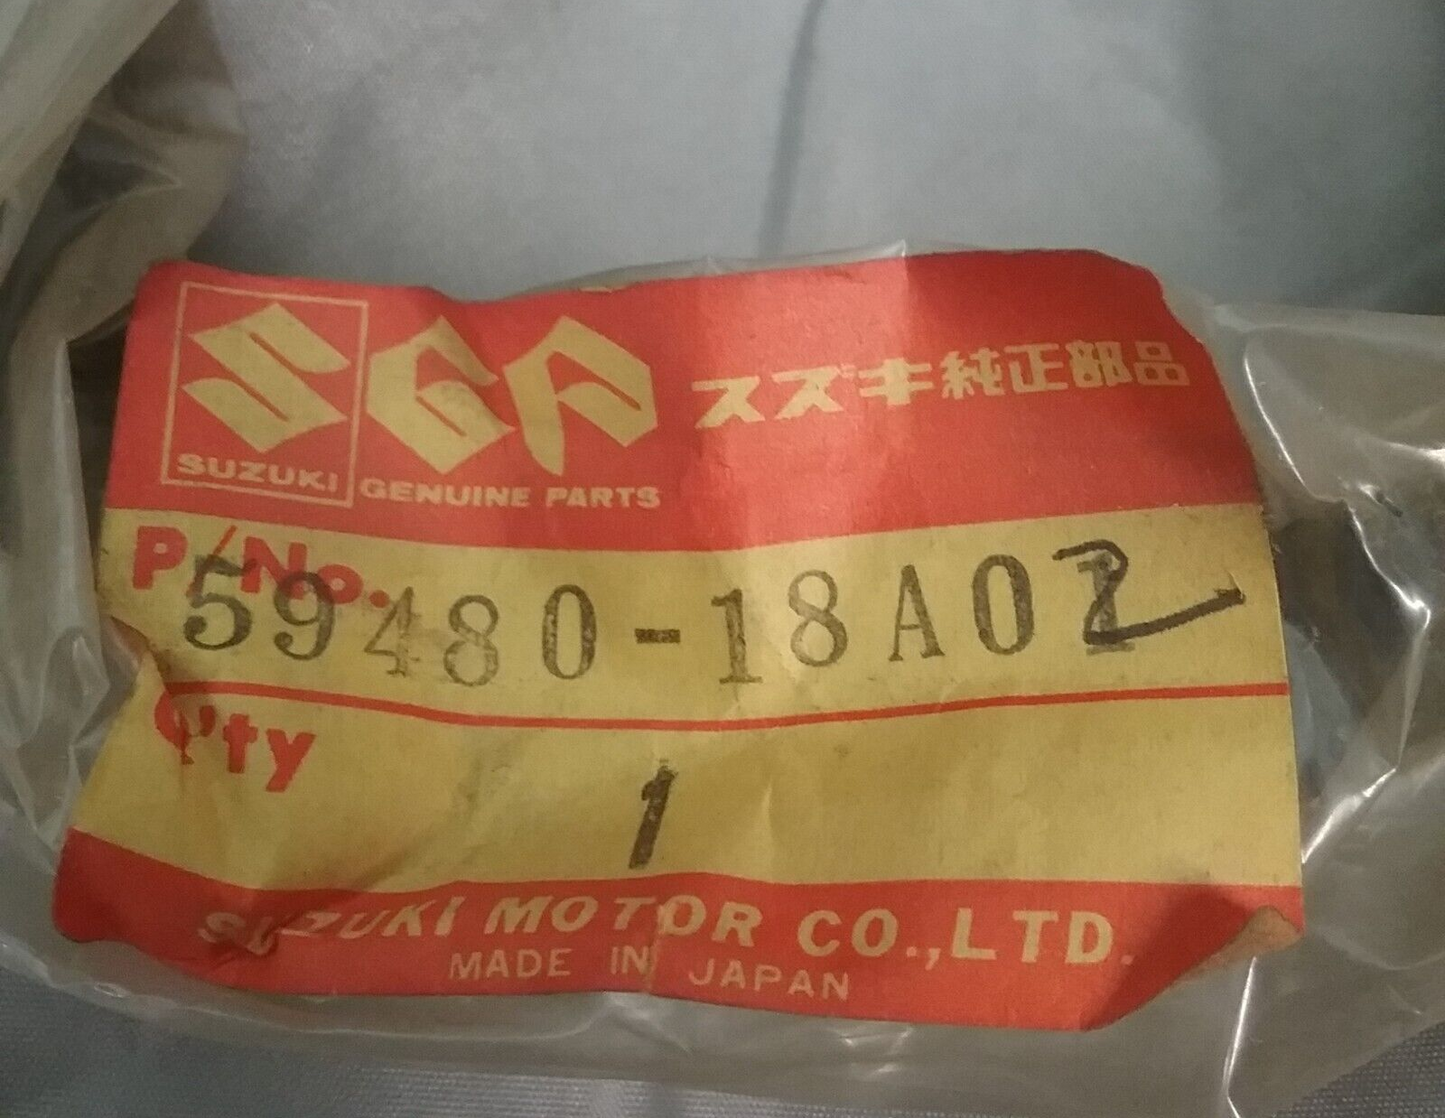 SGP スズキ純正部品
SUZUKI GENUINE PARTS
P/No.
59480-18A02
Q'ty
1
SUZUKI MOTOR CO.,LTD.
MADE IN JAPAN